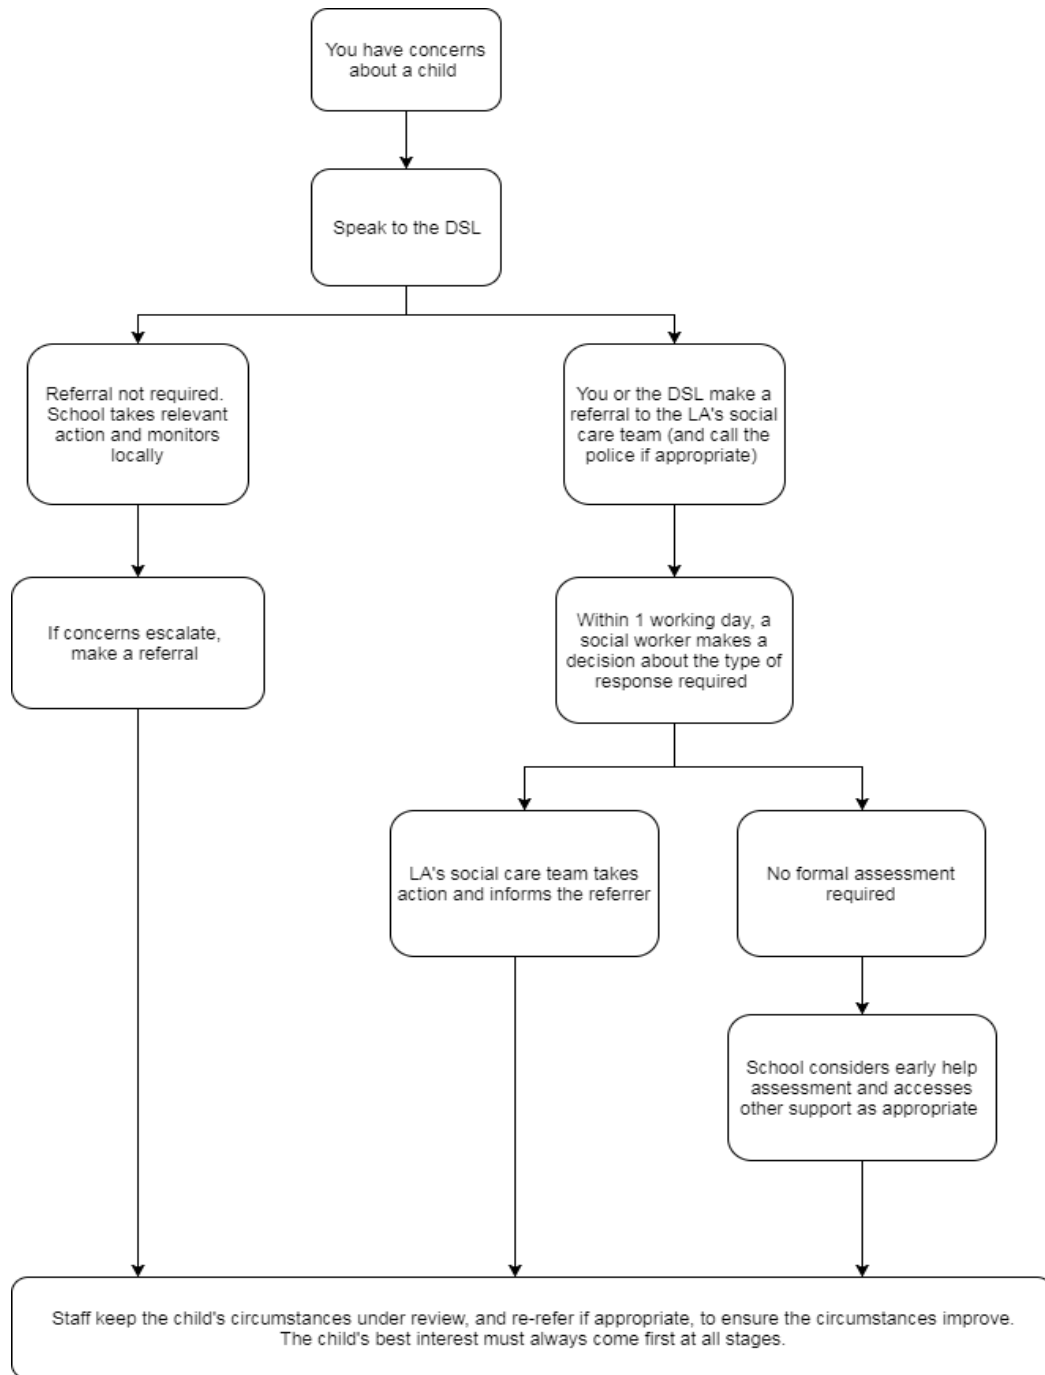 You have concerns
about a child
Speak to the DSL
Referral not required.
School takes relevant
action and monitors
locally
You or the DSL make a
referral to the LA's social
care team (and call the
police if appropriate)
If concerns escalate,
make a referral
Within 1 working day, a
social worker makes a
decision about the type of
response required
LA's social care team takes
action and informs the referrer
No formal assessment
required
School considers early help
assessment and accesses
other support as appropriate
Staff keep the child's circumstances under review, and re-refer if appropriate, to ensure the circumstances improve.
The child's best interest must always come first at all stages.